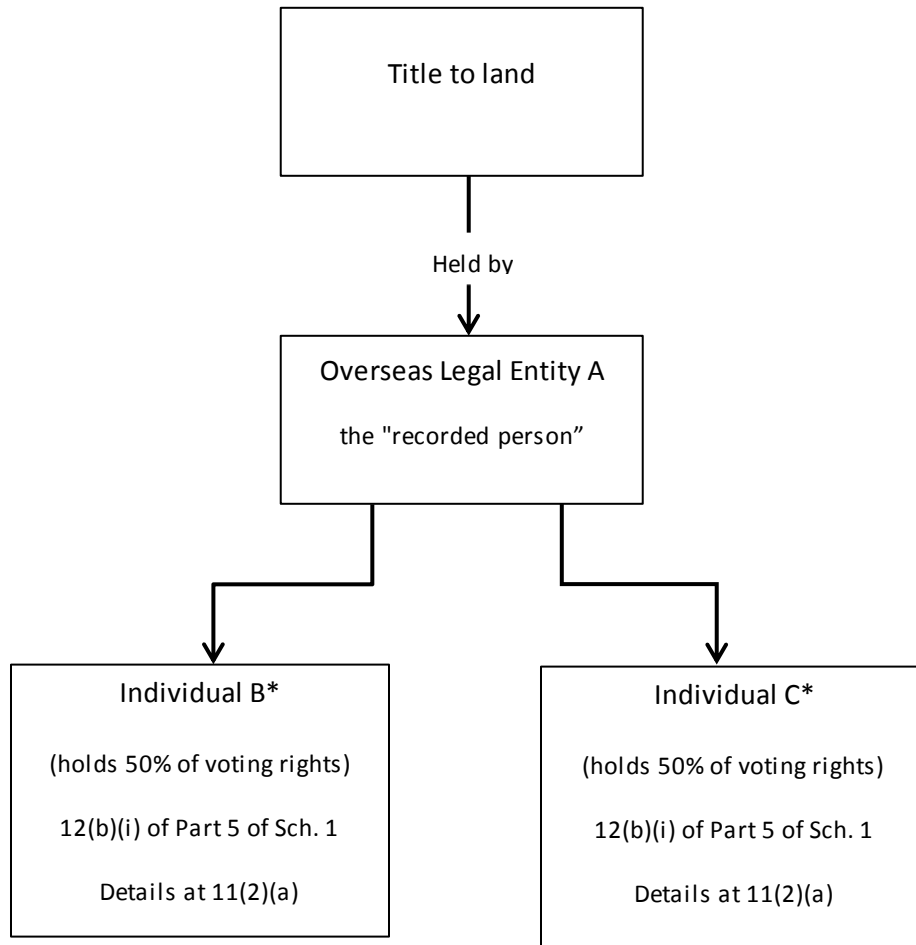 Title to land
Held by
Overseas Legal Entity A
the "recorded person”
Individual B*
(holds 50% of voting rights)
12(b)(i) of Part 5 of Sch. 1
Details at 11(2)(a)
Individual C*
(holds 50% of voting rights)
12(b)(i) of Part 5 of Sch. 1
Details at 11(2)(a)